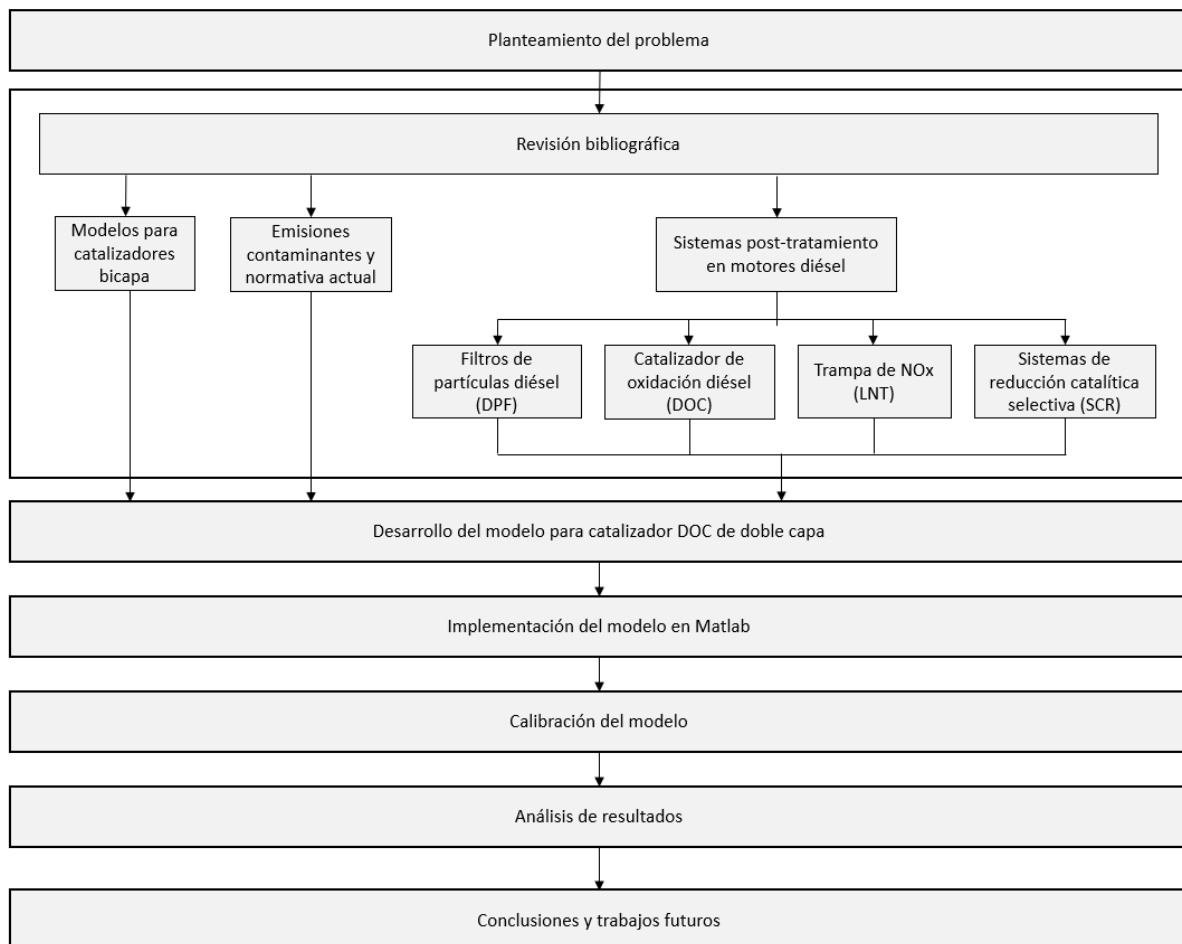 Planteamiento del problema
Revisión bibliográfica
Modelos para
catalizadores
bicapa
Emisiones
contaminantes y
normativa actual
Sistemas post-tratamiento
en motores diésel
Filtros de
partículas diésel
(DPF)
Catalizador de
oxidación diésel
(DOC)
Trampa de NOx
(LNT)
Sistemas de
reducción catalítica
selectiva (SCR)
Desarrollo del modelo para catalizador DOC de doble capa
Implementación del modelo en Matlab
Calibración del modelo
Análisis de resultados
Conclusiones y trabajos futuros